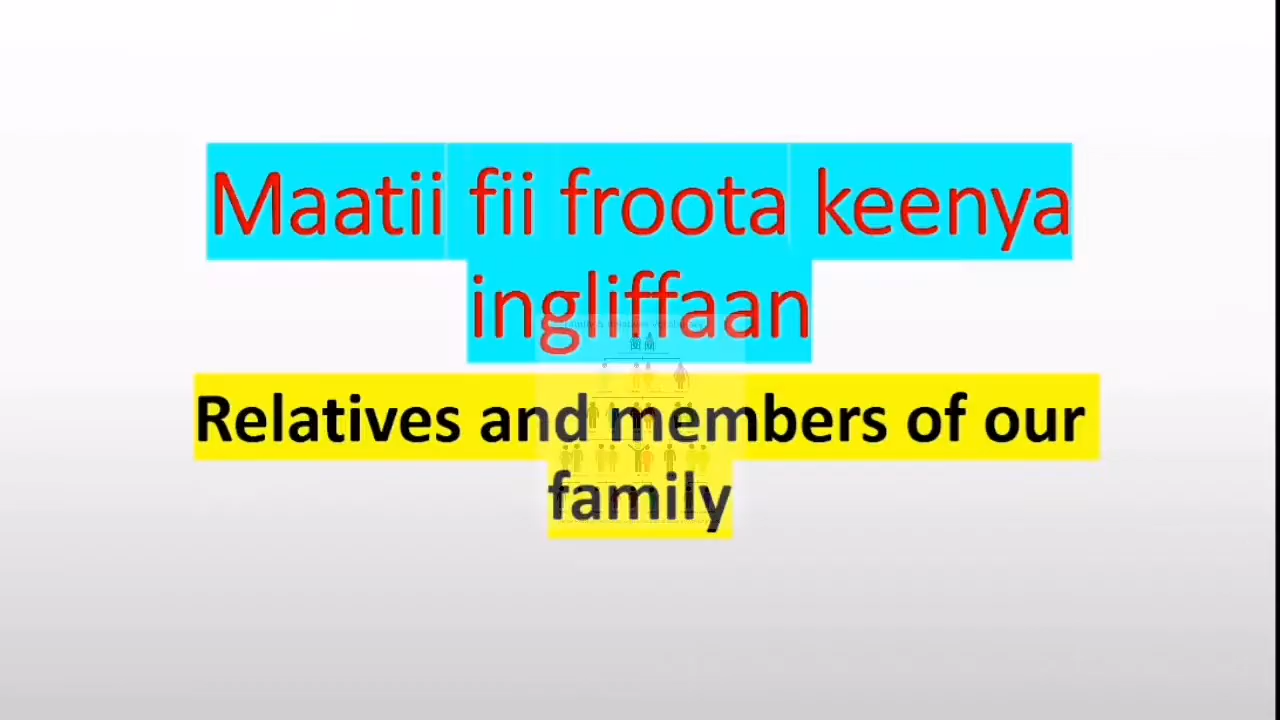 Maatii fii froota keenya
ingliffaan
Relatives and members of our
family